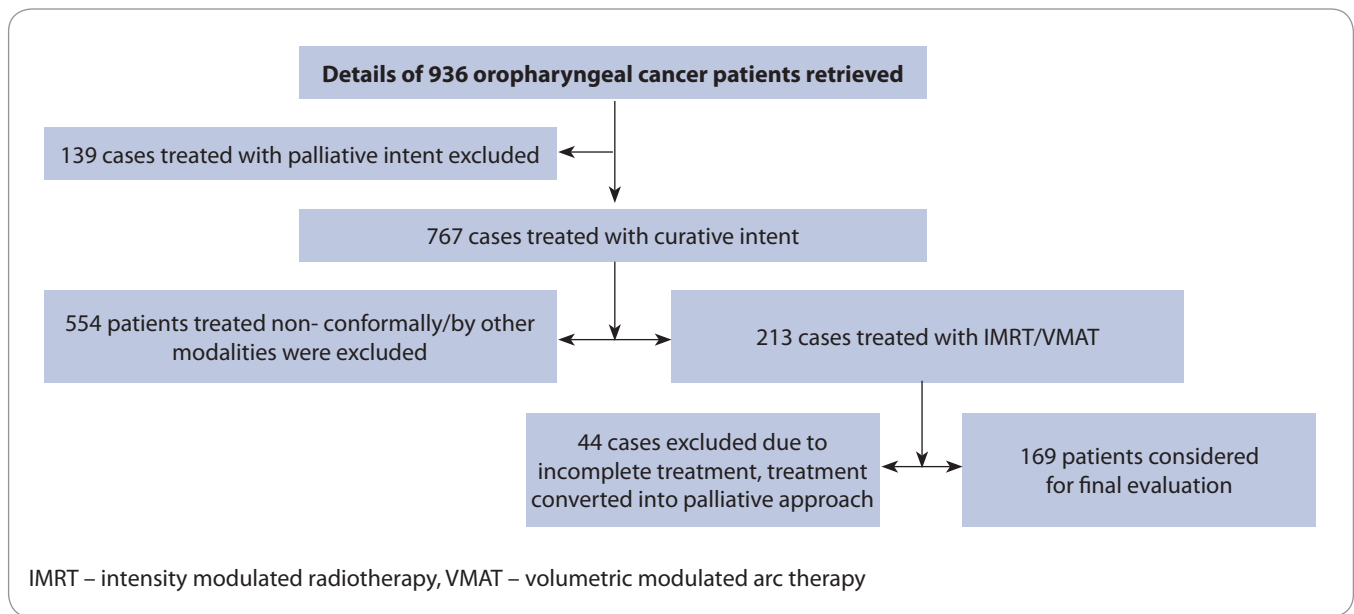 Details of 936 oropharyngeal cancer patients retrieved
139 cases treated with palliative intent excluded
767 cases treated with curative intent
554 patients treated non- conformally/by other
modalities were excluded
213 cases treated with IMRT/VMAT
44 cases excluded due to
incomplete treatment, treatment
converted into palliative approach
169 patients considered
for final evaluation
IMRT – intensity modulated radiotherapy, VMAT – volumetric modulated arc therapy